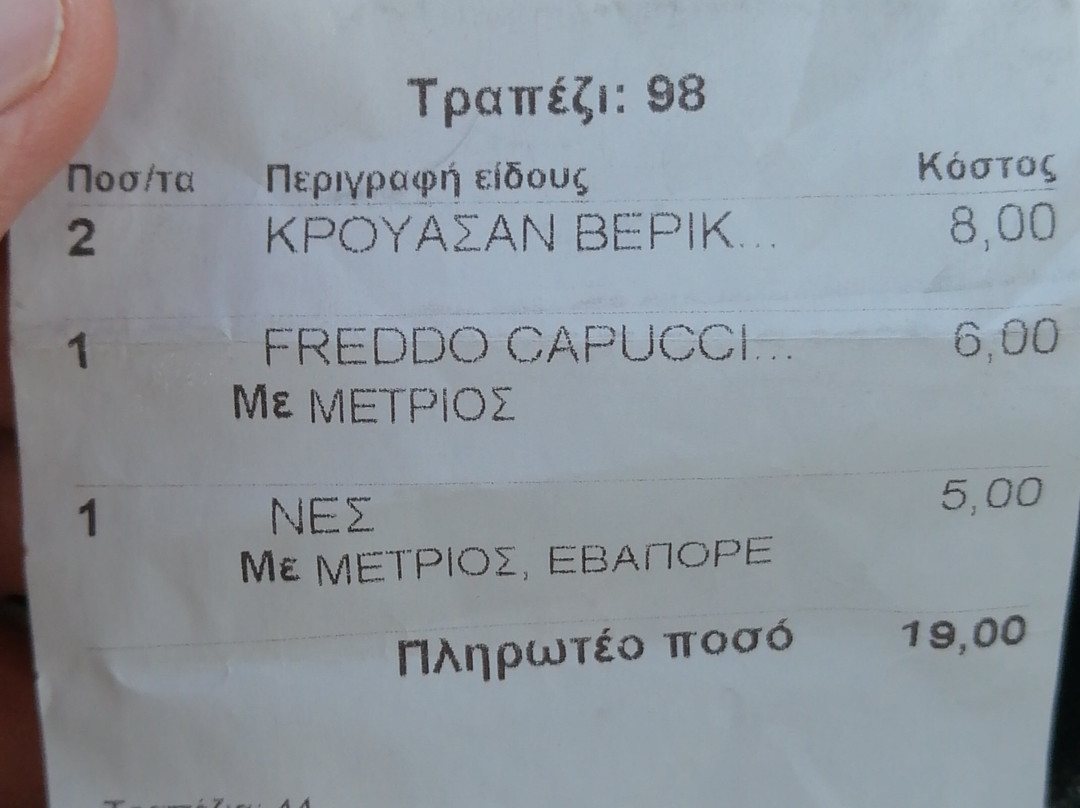 Τραπέζι: 98
Ποσ/τα Περιγραφή είδους Κόστος
2 ΚΡΟΥΑΣΑΝ ΒΕΡΙΚ... 8,00
1 FREDDO CAPUCCI... 6,00
Με ΜΕΤΡΙΟΣ
1 ΝΕΣ 5,00
Με ΜΕΤΡΙΟΣ, ΕΒΑΠΟΡΕ
Πληρωτέο ποσό 19,00